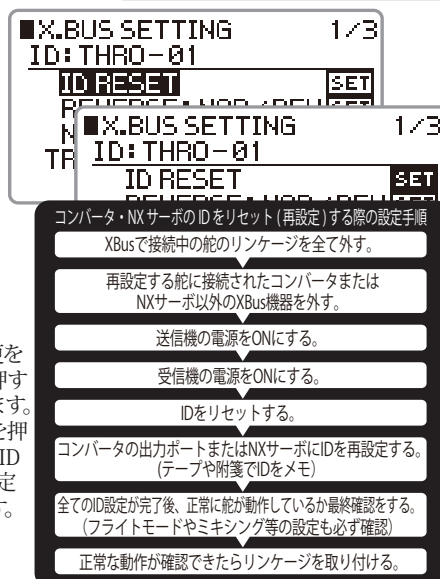 ■X.BUS SETTING 1/3
ID:THRO-01
ID RESET SET
■X.BUS SETTING 1/3
ID:THRO-01
ID RESET SET
コンバータ・NXサーボのIDをリセット(再設定)する際の設定手順
XBusで接続中の舵のリンケージを全て外す。
再設定する舵に接続されたコンバータまたは
NXサーボ以外のXBus機器を外す。
送信機の電源をONにする。
受信機の電源をONにする。
IDをリセットする。
コンバータの出力ポートまたはNXサーボにIDを再設定する。
(テープや附箋でIDをメモ)
全てのID設定が完了後、正常に舵が動作しているか最終確認をする。
(フライトモードやミキシング等の設定も必ず確認)
正常な動作が確認できたらリンケージを取り付ける。
更を
押す
ます。
を押
ID
定
す。